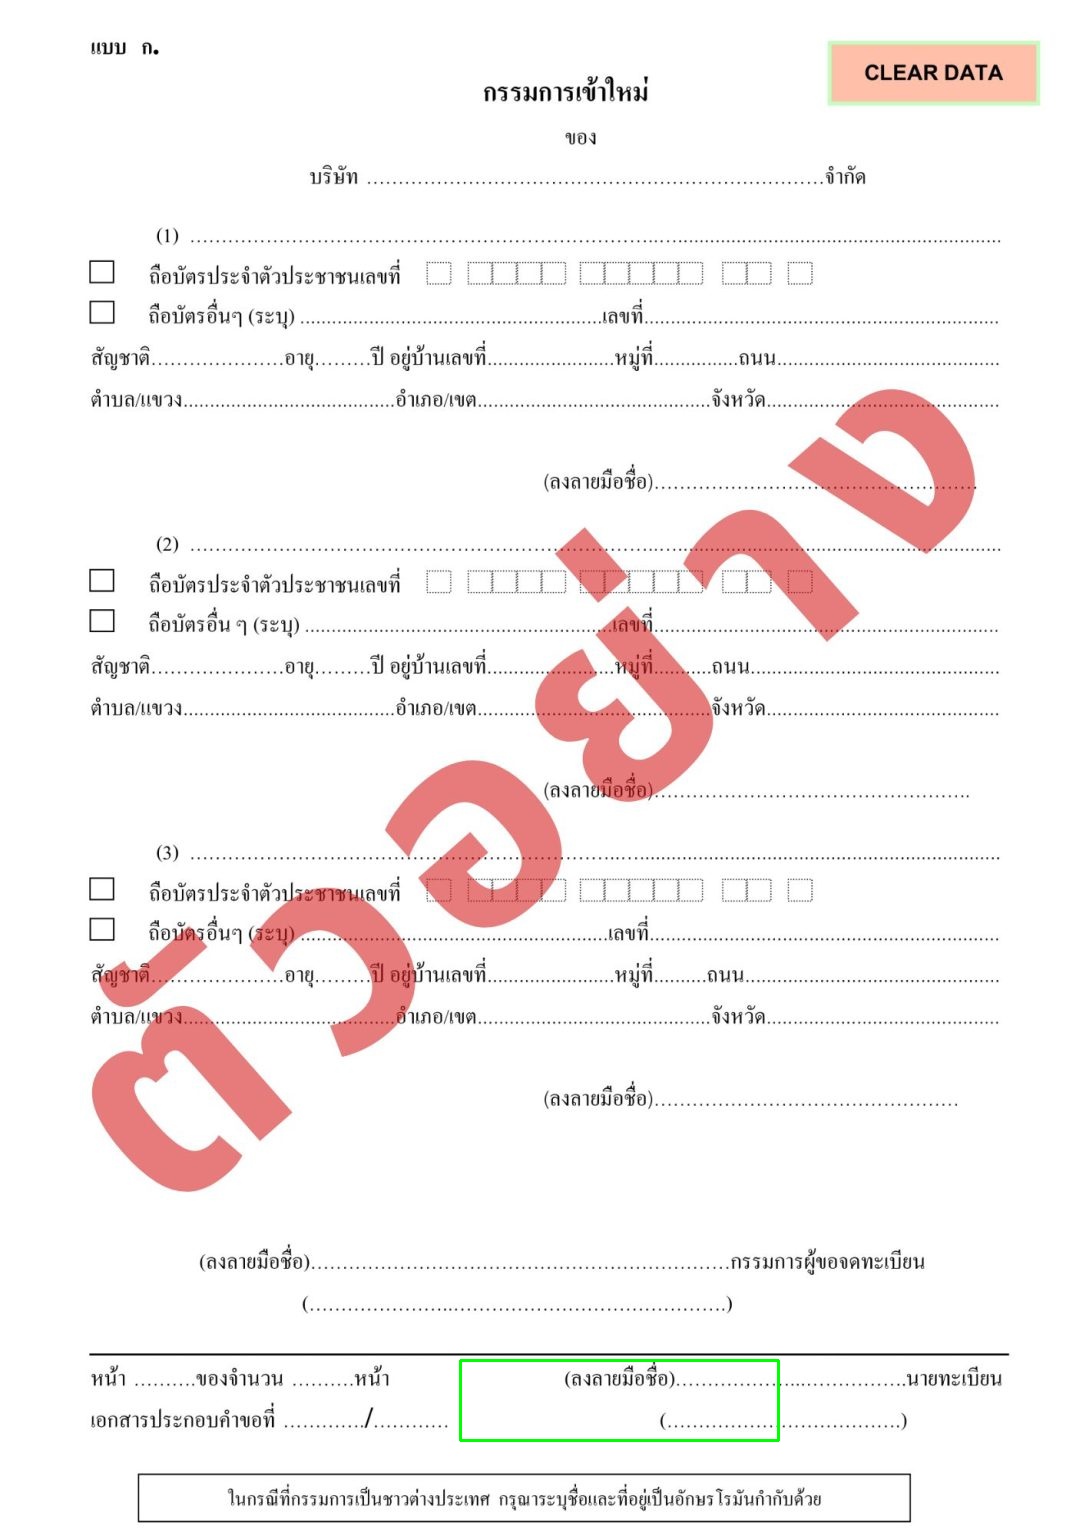 แบบ ก.
CLEAR DATA
กรรมการเข้าใหม่
ของ
บริษัท ........................................................................จำกัด
(1) ................................................................................................................................
ถือบัตรประจำตัวประชาชนเลขที่
ถือบัตรอื่นๆ (ระบุ) .........................................................เลขที่...................................................................
สัญชาติ.....................อายุ.........ปี อยู่บ้านเลขที่........................หมู่ที่................ถนน..........................................
ตำบล/แขวง........................................อำเภอ/เขต............................................จังหวัด............................................
(ลงลายมือชื่อ)...................................................
(2) ................................................................................................................................
ถือบัตรประจำตัวประชาชนเลขที่
ถือบัตรอื่น ๆ (ระบุ) ..........................................................เลขที่.................................................................
สัญชาติ.....................อายุ.........ปี อยู่บ้านเลขที่........................หมู่ที่...........ถนน...............................................
ตำบล/แขวง........................................อำเภอ/เขต............................................จังหวัด............................................
(ลงลายมือชื่อ)..................................................
(3) ................................................................................................................................
ถือบัตรประจำตัวประชาชนเลขที่
ถือบัตรอื่นๆ (ระบุ) ..........................................................เลขที่..................................................................
สัญชาติ.....................อายุ.........ปี อยู่บ้านเลขที่........................หมู่ที่..........ถนน................................................
ตำบล/แขวง........................................อำเภอ/เขต............................................จังหวัด............................................
(ลงลายมือชื่อ)................................................
ตัวอย่าง
(ลงลายมือชื่อ)..................................................................กรรมการผู้ขอจดทะเบียน
(..................................................................)
หน้า ..........ของจำนวน ..........หน้า (ลงลายมือชื่อ)....................................นายทะเบียน
เอกสารประกอบคำขอที่ ............./............ (.....................................)
ในกรณีที่กรรมการเป็นชาวต่างประเทศ กรุณาระบุชื่อและที่อยู่เป็นอักษรโรมันกำกับด้วย